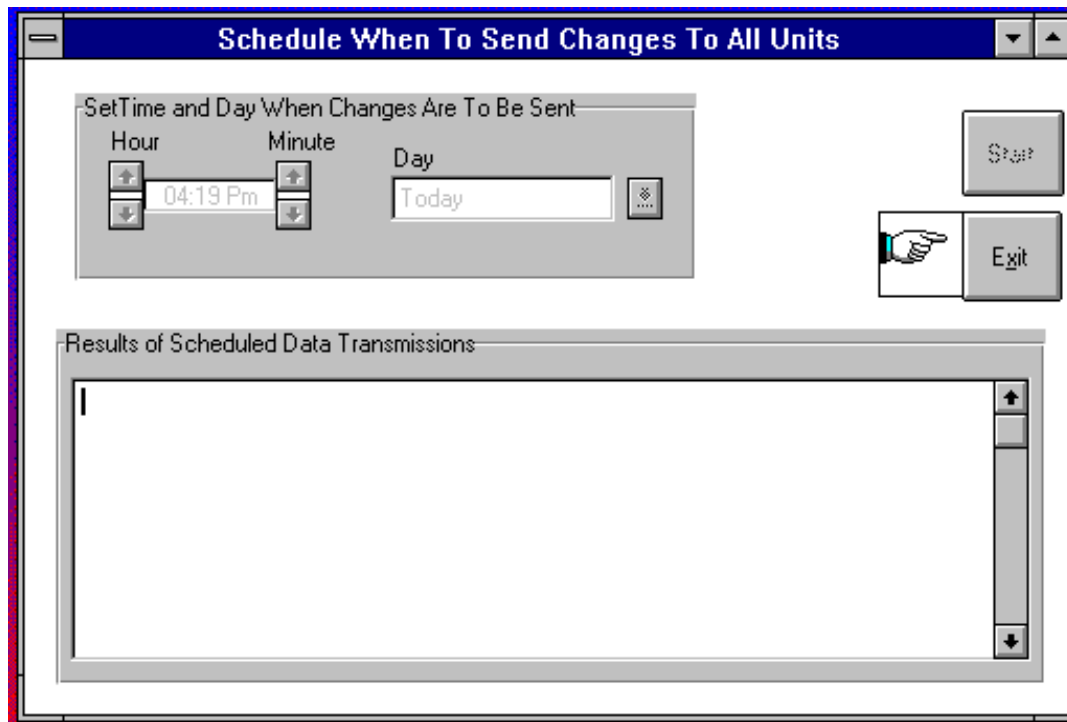 Schedule When To Send Changes To All Units
SetTime and Day When Changes Are To Be Sent
Hour Minute
Day
04:19 Pm
Today
Start
Exit
Results of Scheduled Data Transmissions